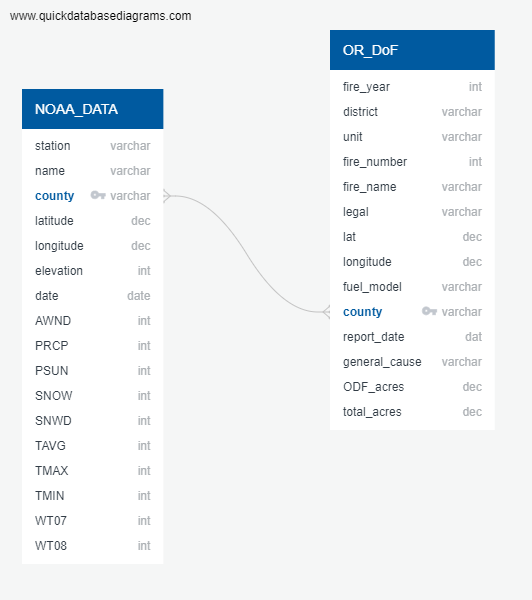 www.quickdatabasediagrams.com
NOAA_DATA
station varchar
name varchar
county varchar
latitude dec
longitude dec
elevation int
date date
AWND int
PRCP int
PSUN int
SNOW int
SNWD int
TAVG int
TMAX int
TMIN int
WT07 int
WT08 int
OR_DoF
fire_year int
district varchar
unit varchar
fire_number int
fire_name varchar
legal varchar
lat dec
longitude dec
fuel_model varchar
county varchar
report_date dat
general_cause varchar
ODF_acres dec
total_acres dec